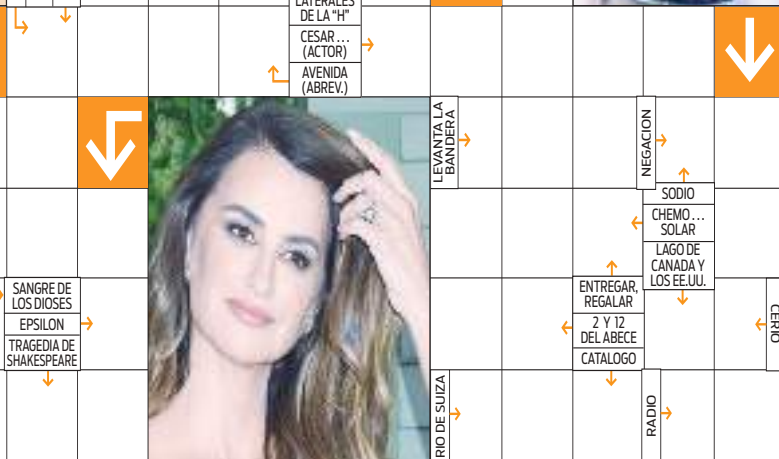 LATERALES
DE LA "H"
CESAR...
(ACTOR)
AVENIDA
(ABREV.)
LEVANTA LA
BANDERA
NEGACION
SODIO
CHEMO...
SOLAR
LAGO DE
CANADA Y
LOS EE.UU.
SANGRE DE
LOS DIOSES
EPSILON
TRAGEDIA DE
SHAKESPEARE
ENTREGAR,
REGALAR
2 Y 12
DEL ABECE
CATALOGO
CERIO
RIO DE SUIZA
RADIO